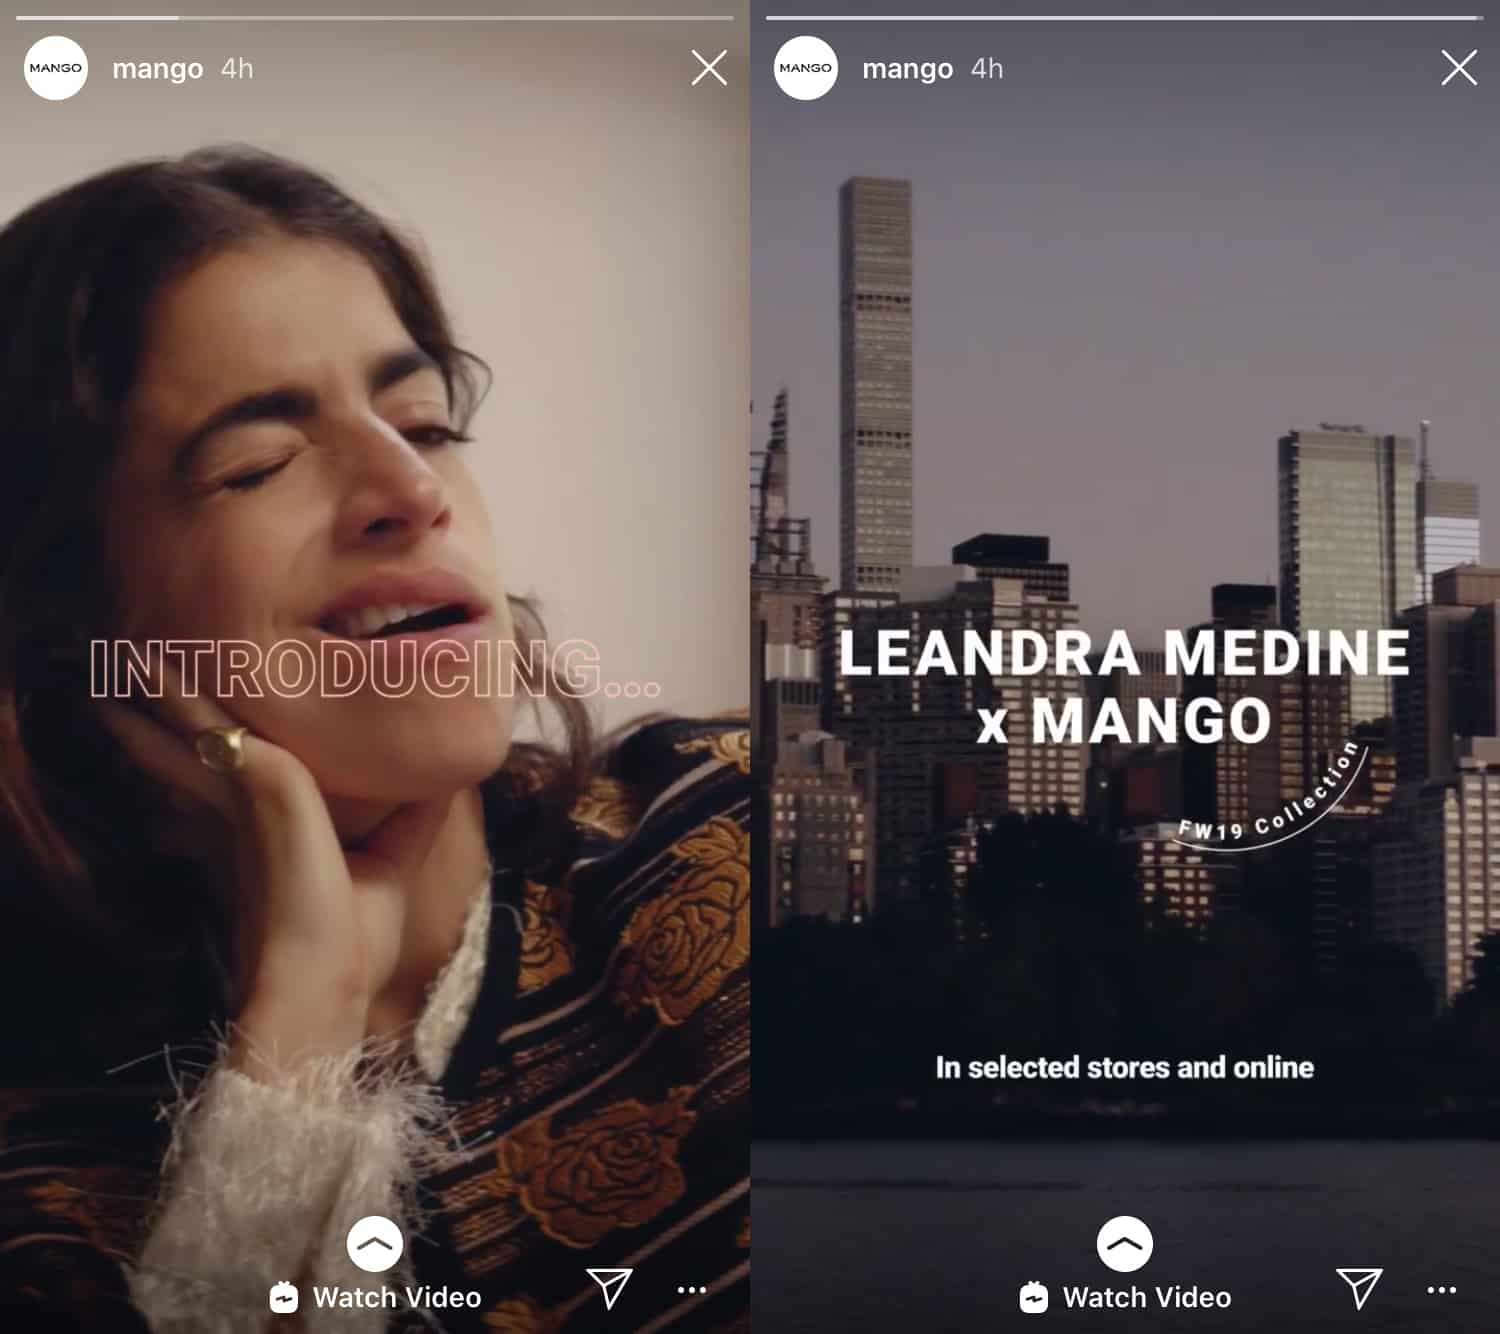 MANGO
mango 4h
INTRODUCING...
Watch Video
MANGO
mango 4h
LEANDRA MEDINE
x MANGO
FW19 Collection
In selected stores and online
Watch Video